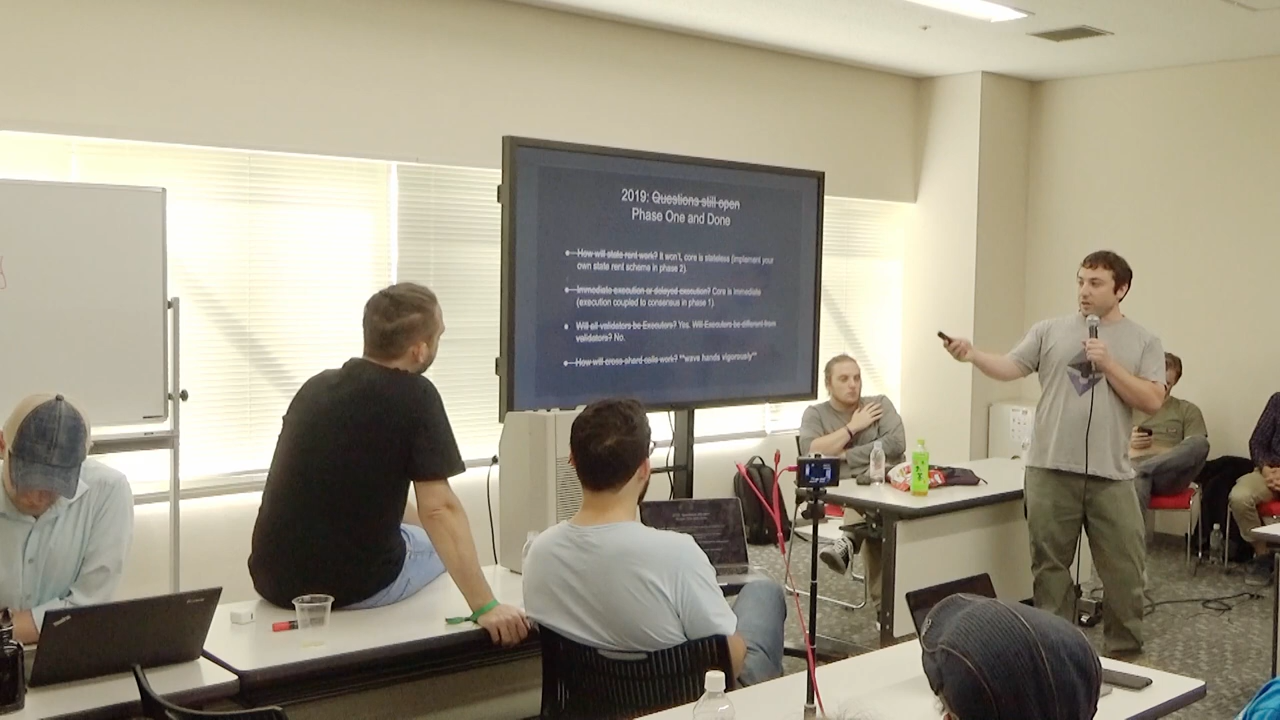 2019: Questions still open
Phase One and Done
How will state rent work? It won't, core is stateless (implement your
own state rent scheme in phase 2).
Immediate execution or delayed execution? Core is immediate
(execution coupled to consensus in phase 1).
Will all validators be Executors? Yes. Will Executors be different from
validators? No.
How will cross-shard calls work? **wave hands vigorously**